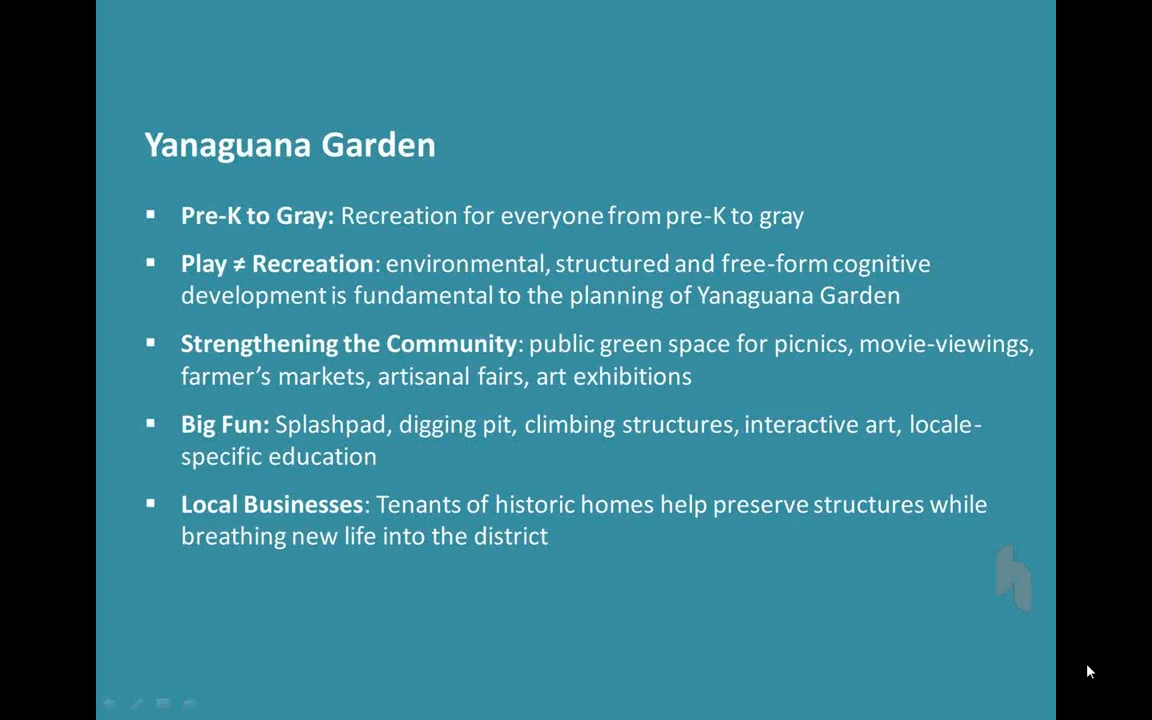 Yanaguana Garden
▪ Pre-K to Gray: Recreation for everyone from pre-K to gray
▪ Play ≠ Recreation: environmental, structured and free-form cognitive
development is fundamental to the planning of Yanaguana Garden
▪ Strengthening the Community: public green space for picnics, movie-viewings,
farmer’s markets, artisanal fairs, art exhibitions
▪ Big Fun: Splashpad, digging pit, climbing structures, interactive art, locale-
specific education
▪ Local Businesses: Tenants of historic homes help preserve structures while
breathing new life into the district